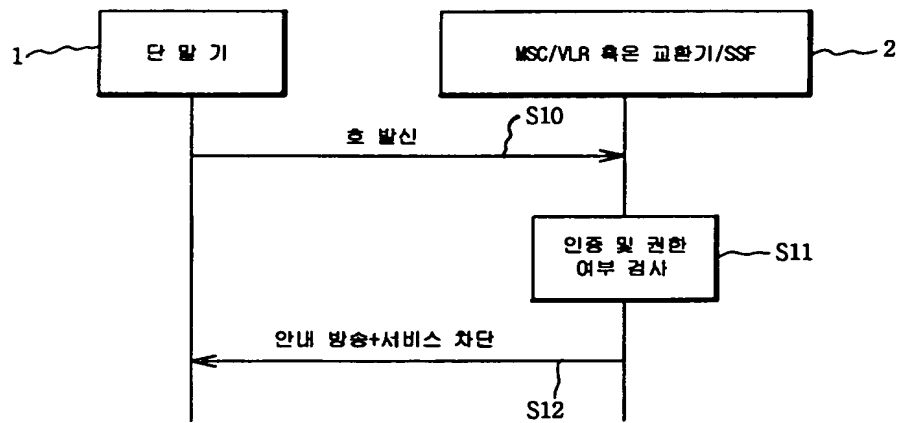 1
단 말 기
MSC/VLR 혹은 교환기/SSF
2
호 발신
S10
인증 및 권한
여부 검사
S11
안내 방송+서비스 차단
S12